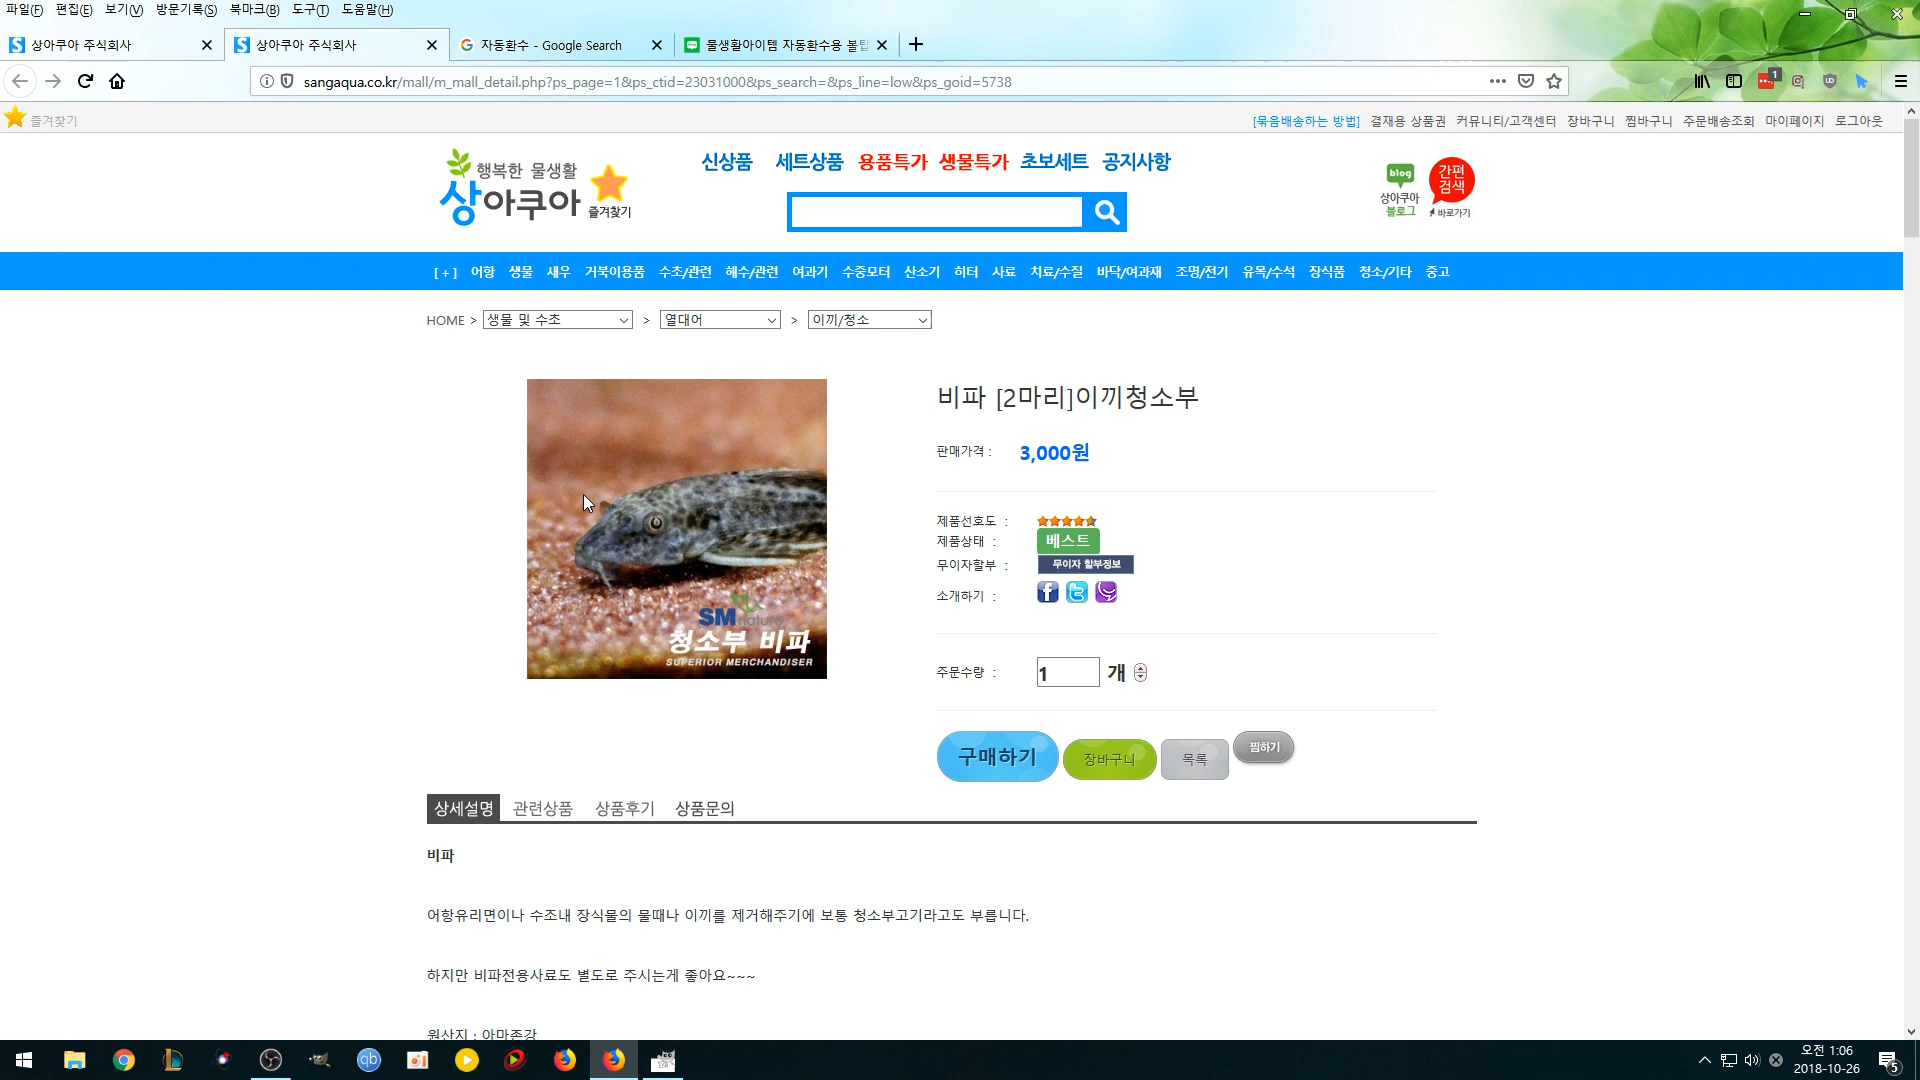 파일(F) 편집(E) 보기(V) 방문기록(S) 북마크(B) 도구(T) 도움말(H)
상아쿠아 주식회사
상아쿠아 주식회사
자동환수 - Google Search
물생활아이템 자동환수용 볼탑
sangaqua.co.kr/mall/m_mall_detail.php?ps_page=1&ps_ctid=23031000&ps_search=&ps_line=low&ps_goid=5738
1
즐겨찾기
[묶음배송하는 방법] 결재용 상품권 커뮤니티/고객센터 장바구니 찜바구니 주문배송조회 마이페이지 로그아웃
행복한 물생활
상아쿠아
즐겨찾기
신상품 세트상품 용품특가 생물특가 초보세트 공지사항
blog
상아쿠아
블로그
간편
검색
바로가기
[ + ] 어항 생물 새우 거북이용품 수초/관련 해수/관련 여과기 수중모터 산소기 히터 사료 치료/수질 바닥/여과재 조명/전기 유목/수석 장식품 청소/기타 중고
HOME > 생물 및 수초 > 열대어 > 이끼/청소
SM nature
청소부 비파
SUPERIOR MERCHANDISER
비파 [2마리]이끼청소부
판매가격 : 3,000원
제품선호도 :
제품상태 : 베스트
무이자할부 : 무이자 할부정보
소개하기 :
주문수량 : 1 개
구매하기 장바구니 목록 찜하기
상세설명 관련상품 상품후기 상품문의
비파
어항유리면이나 수조내 장식물의 물때나 이끼를 제거해주기에 보통 청소부고기라고도 부릅니다.
하지만 비파전용사료도 별도로 주시는게 좋아요~~~
원산지 : 아마존강
오전 1:06
2018-10-26
5